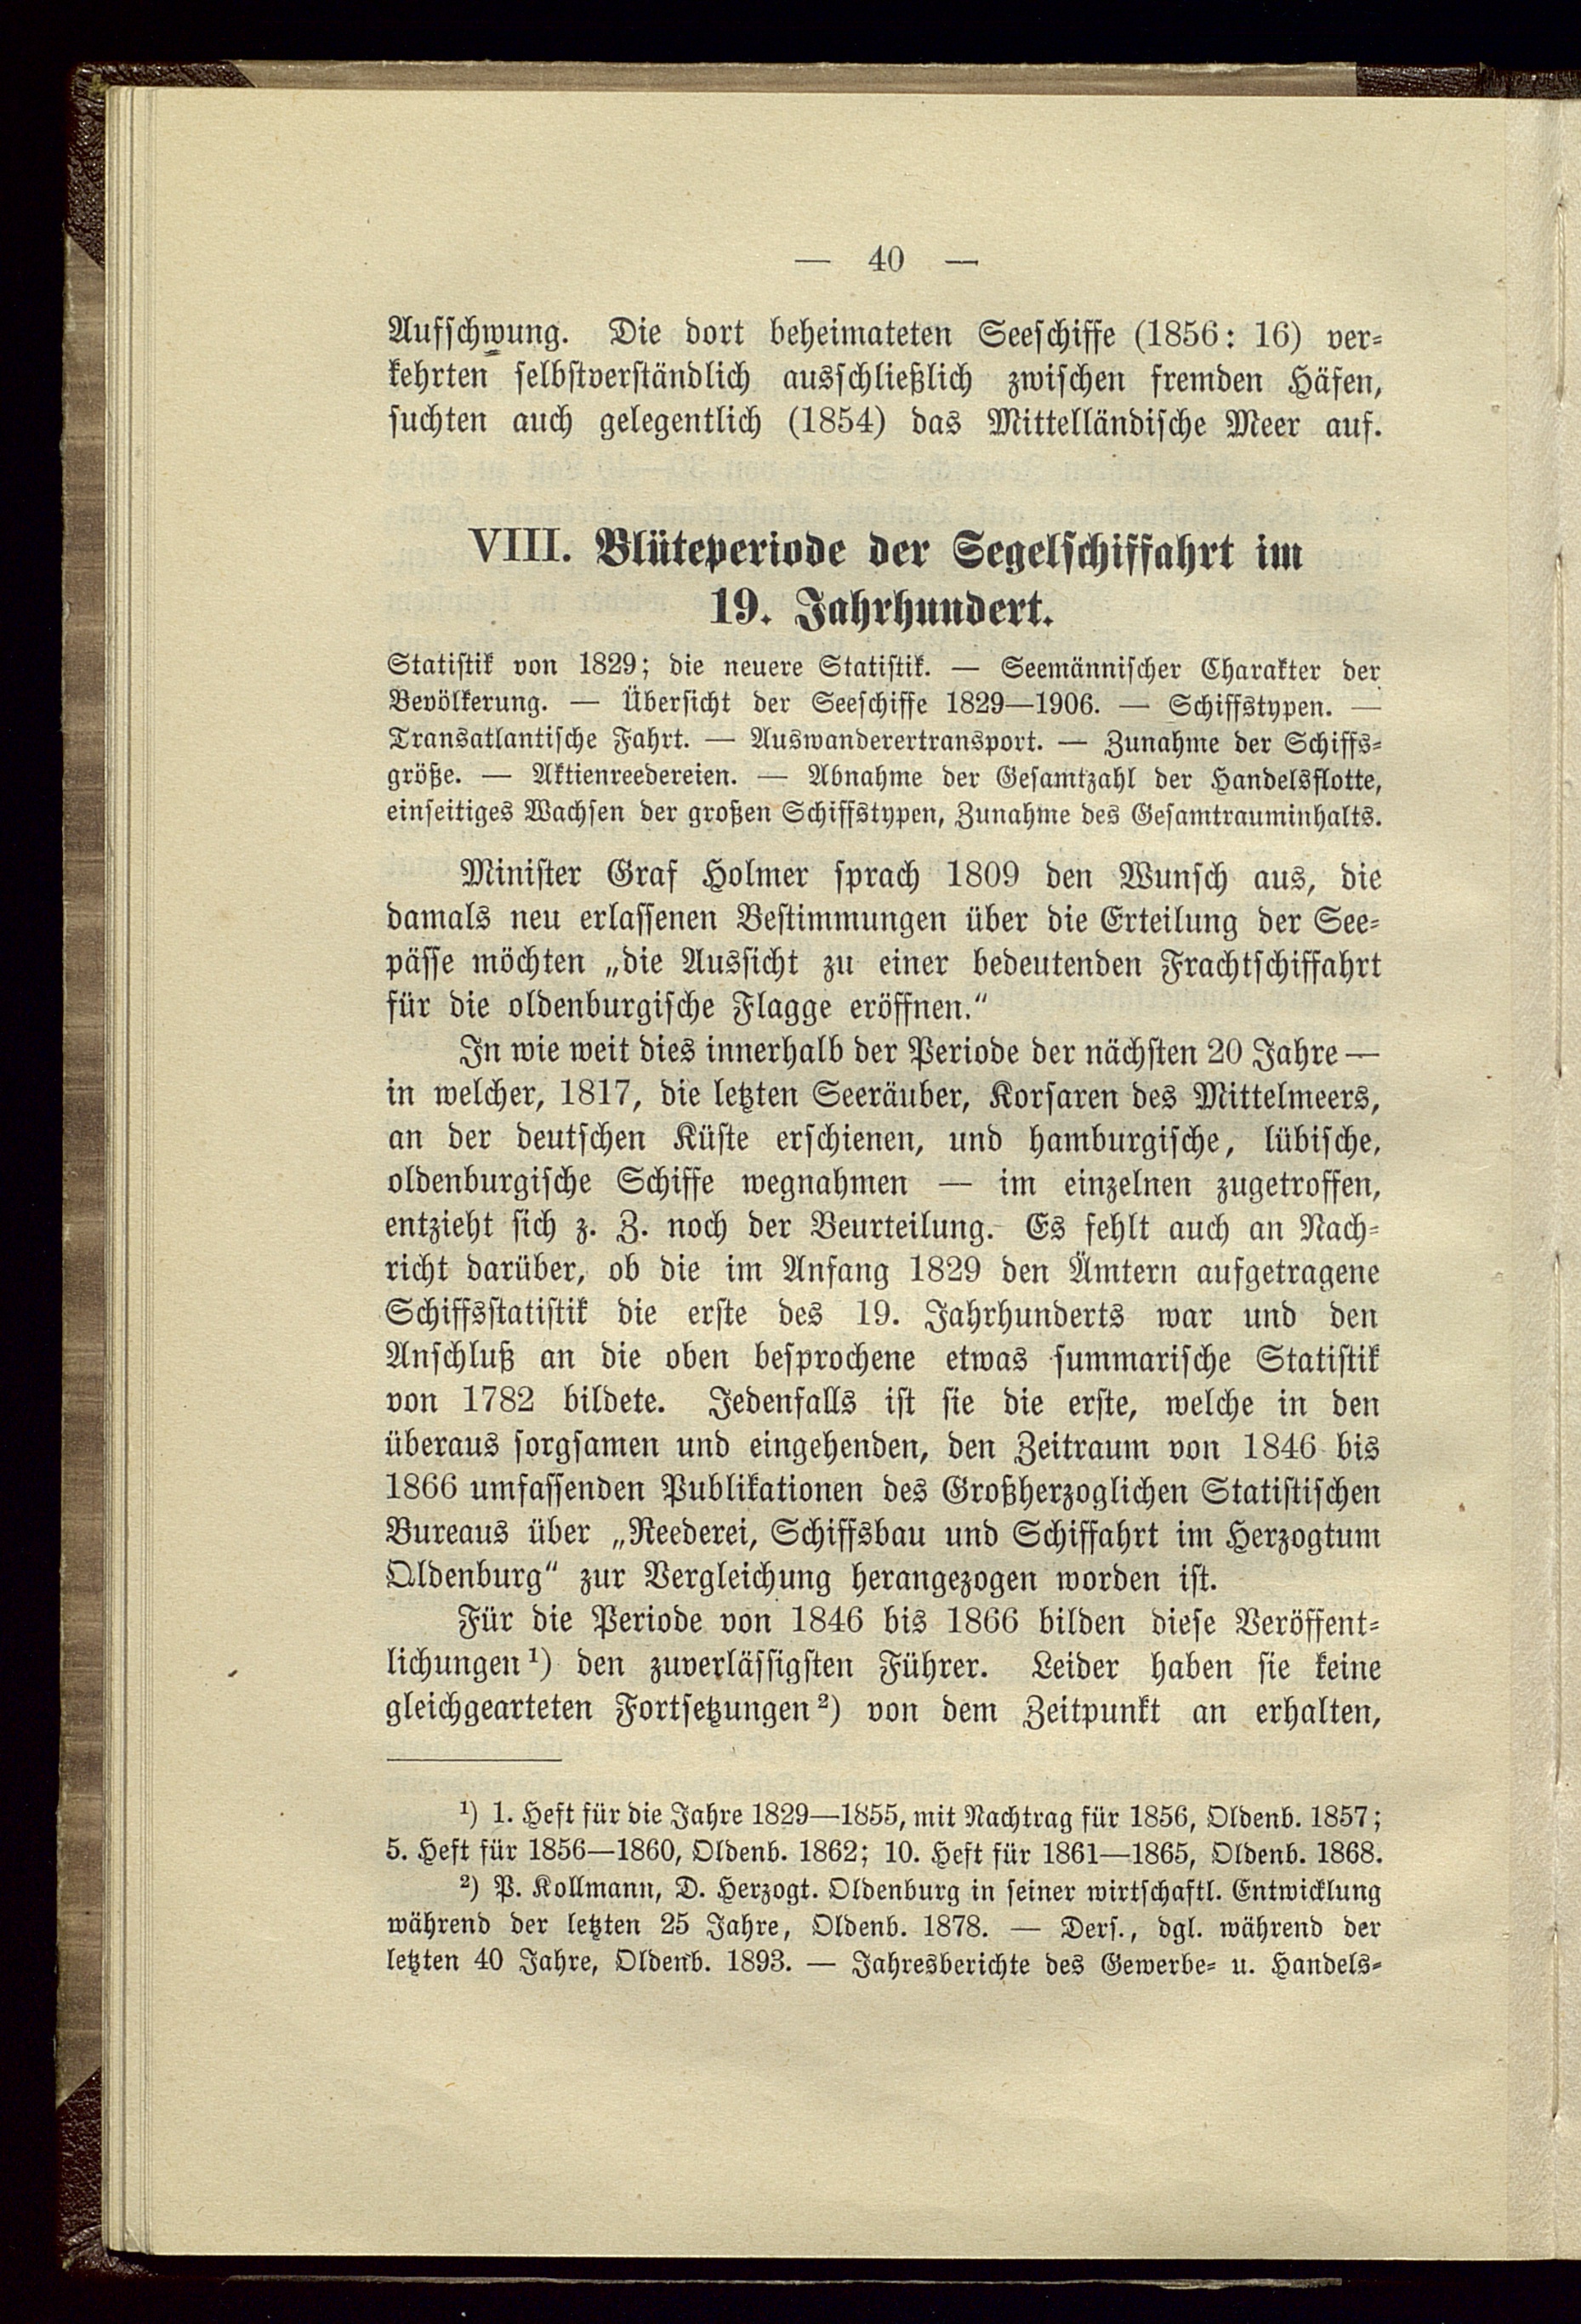 — 40 —
Aufschwung. Die dort beheimateten Seeschiffe (1856: 16) ver-
kehrten selbstverständlich ausschließlich zwischen fremden Häfen,
suchten auch gelegentlich (1854) das Mittelländische Meer auf.
VIII. Blüteperiode der Segelschiffahrt im
19. Jahrhundert.
Statistik von 1829; die neuere Statistik. — Seemännischer Charakter der
Bevölkerung. — Übersicht der Seeschiffe 1829—1906. — Schiffstypen. —
Transatlantische Fahrt. — Auswanderertransport. — Zunahme der Schiffs-
größe. — Aktienreedereien. — Abnahme der Gesamtzahl der Handelsflotte,
einseitiges Wachsen der großen Schiffstypen, Zunahme des Gesamtrauminhalts.
Minister Graf Holmer sprach 1809 den Wunsch aus, die
damals neu erlassenen Bestimmungen über die Erteilung der See-
pässe möchten „die Aussicht zu einer bedeutenden Frachtschiffahrt
für die oldenburgische Flagge eröffnen.“
In wie weit dies innerhalb der Periode der nächsten 20 Jahre —
in welcher, 1817, die letzten Seeräuber, Korsaren des Mittelmeers,
an der deutschen Küste erschienen, und hamburgische, lübische,
oldenburgische Schiffe wegnahmen — im einzelnen zugetroffen,
entzieht sich z. Z. noch der Beurteilung. Es fehlt auch an Nach-
richt darüber, ob die im Anfang 1829 den Ämtern aufgetragene
Schiffsstatistik die erste des 19. Jahrhunderts war und den
Anschluß an die oben besprochene etwas summarische Statistik
von 1782 bildete. Jedenfalls ist sie die erste, welche in den
überaus sorgsamen und eingehenden, den Zeitraum von 1846 bis
1866 umfassenden Publikationen des Großherzoglichen Statistischen
Bureaus über „Reederei, Schiffsbau und Schiffahrt im Herzogtum
Oldenburg“ zur Vergleichung herangezogen worden ist.
Für die Periode von 1846 bis 1866 bilden diese Veröffent-
lichungen¹) den zuverlässigsten Führer. Leider haben sie keine
gleichgearteten Fortsetzungen²) von dem Zeitpunkt an erhalten,
¹) 1. Heft für die Jahre 1829—1855, mit Nachtrag für 1856, Oldenb. 1857;
5. Heft für 1856—1860, Oldenb. 1862; 10. Heft für 1861—1865, Oldenb. 1868.
²) P. Kollmann, D. Herzogt. Oldenburg in seiner wirtschaftl. Entwicklung
während der letzten 25 Jahre, Oldenb. 1878. — Ders., dgl. während der
letzten 40 Jahre, Oldenb. 1893. — Jahresberichte des Gewerbe- u. Handels-